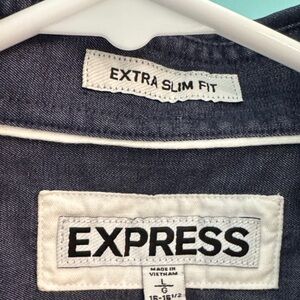 EXTRA SLIM FIT
EXPRESS
MADE IN
VIETNAM
L
G
16-16 1/2